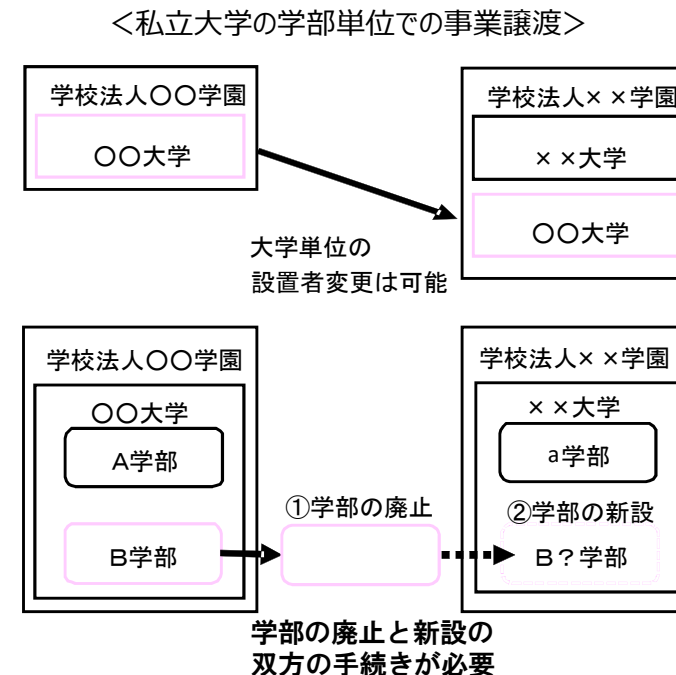 ＜私立大学の学部単位での事業譲渡＞
学校法人〇〇学園
〇〇大学
学校法人××学園
××大学
〇〇大学
大学単位の
設置者変更は可能
学校法人〇〇学園
〇〇大学
A学部
B学部
①学部の廃止
学校法人××学園
××大学
a学部
②学部の新設
B？学部
学部の廃止と新設の
双方の手続きが必要